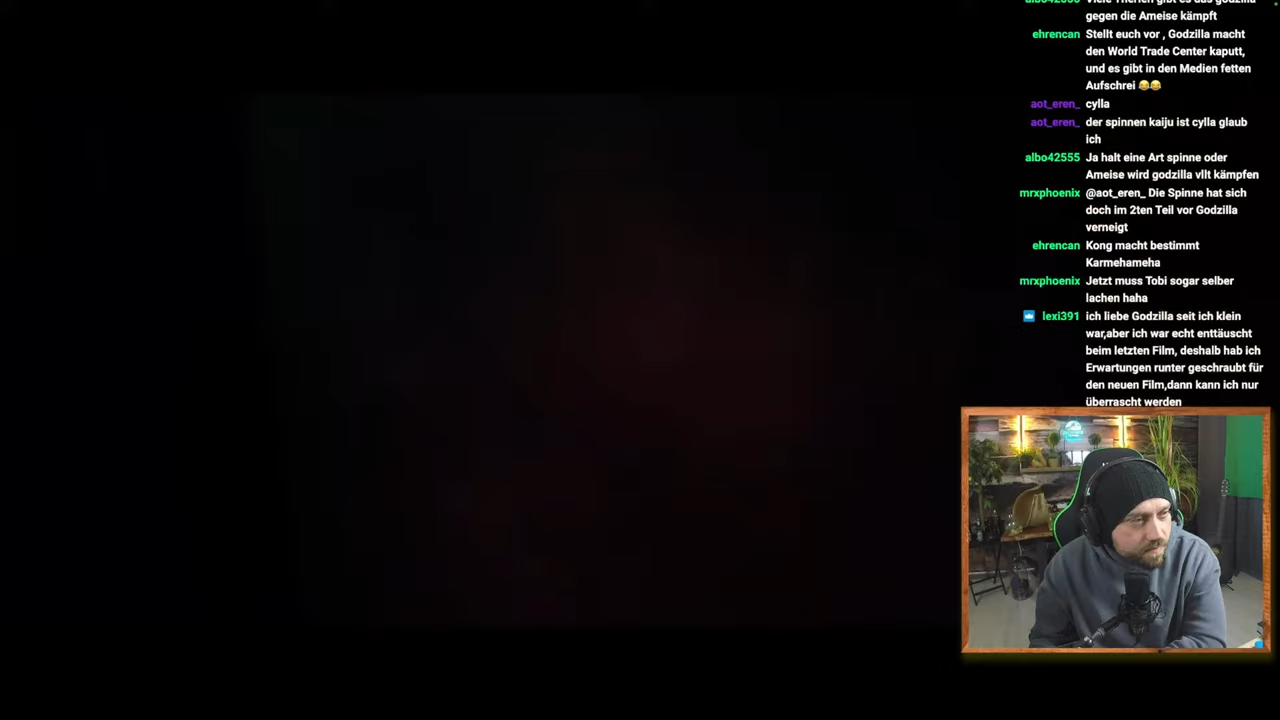 albo42555 Viele Therien gibt es das godzilla
gegen die Ameise kämpft
ehrencan Stellt euch vor , Godzilla macht
den World Trade Center kaputt,
und es gibt in den Medien fetten
Aufschrei 😂😂
aot_eren_ cylla
aot_eren_ der spinnen kaiju ist cylla glaub
ich
albo42555 Ja halt eine Art spinne oder
Ameise wird godzilla vllt kämpfen
mrxphoenix @aot_eren_ Die Spinne hat sich
doch im 2ten Teil vor Godzilla
verneigt
ehrencan Kong macht bestimmt
Karmehameha
mrxphoenix Jetzt muss Tobi sogar selber
lachen haha
lexi391 ich liebe Godzilla seit ich klein
war,aber ich war echt enttäuscht
beim letzten Film, deshalb hab ich
Erwartungen runter geschraubt für
den neuen Film,dann kann ich nur
überrascht werden